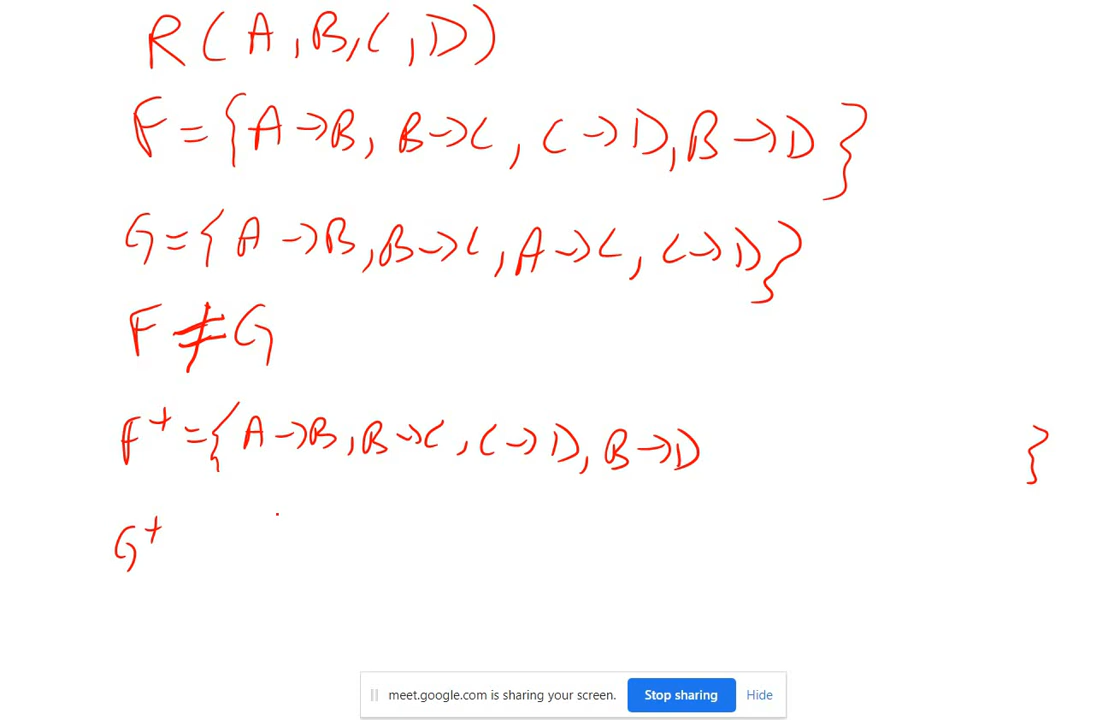 R(A,B,C,D)
F={A→B, B→C, C→D, B→D}
G={A→B, B→C, A→C, C→D}
F≠G
F+={A→B, B→C, C→D, B→D }
G+
meet.google.com is sharing your screen. Stop sharing Hide